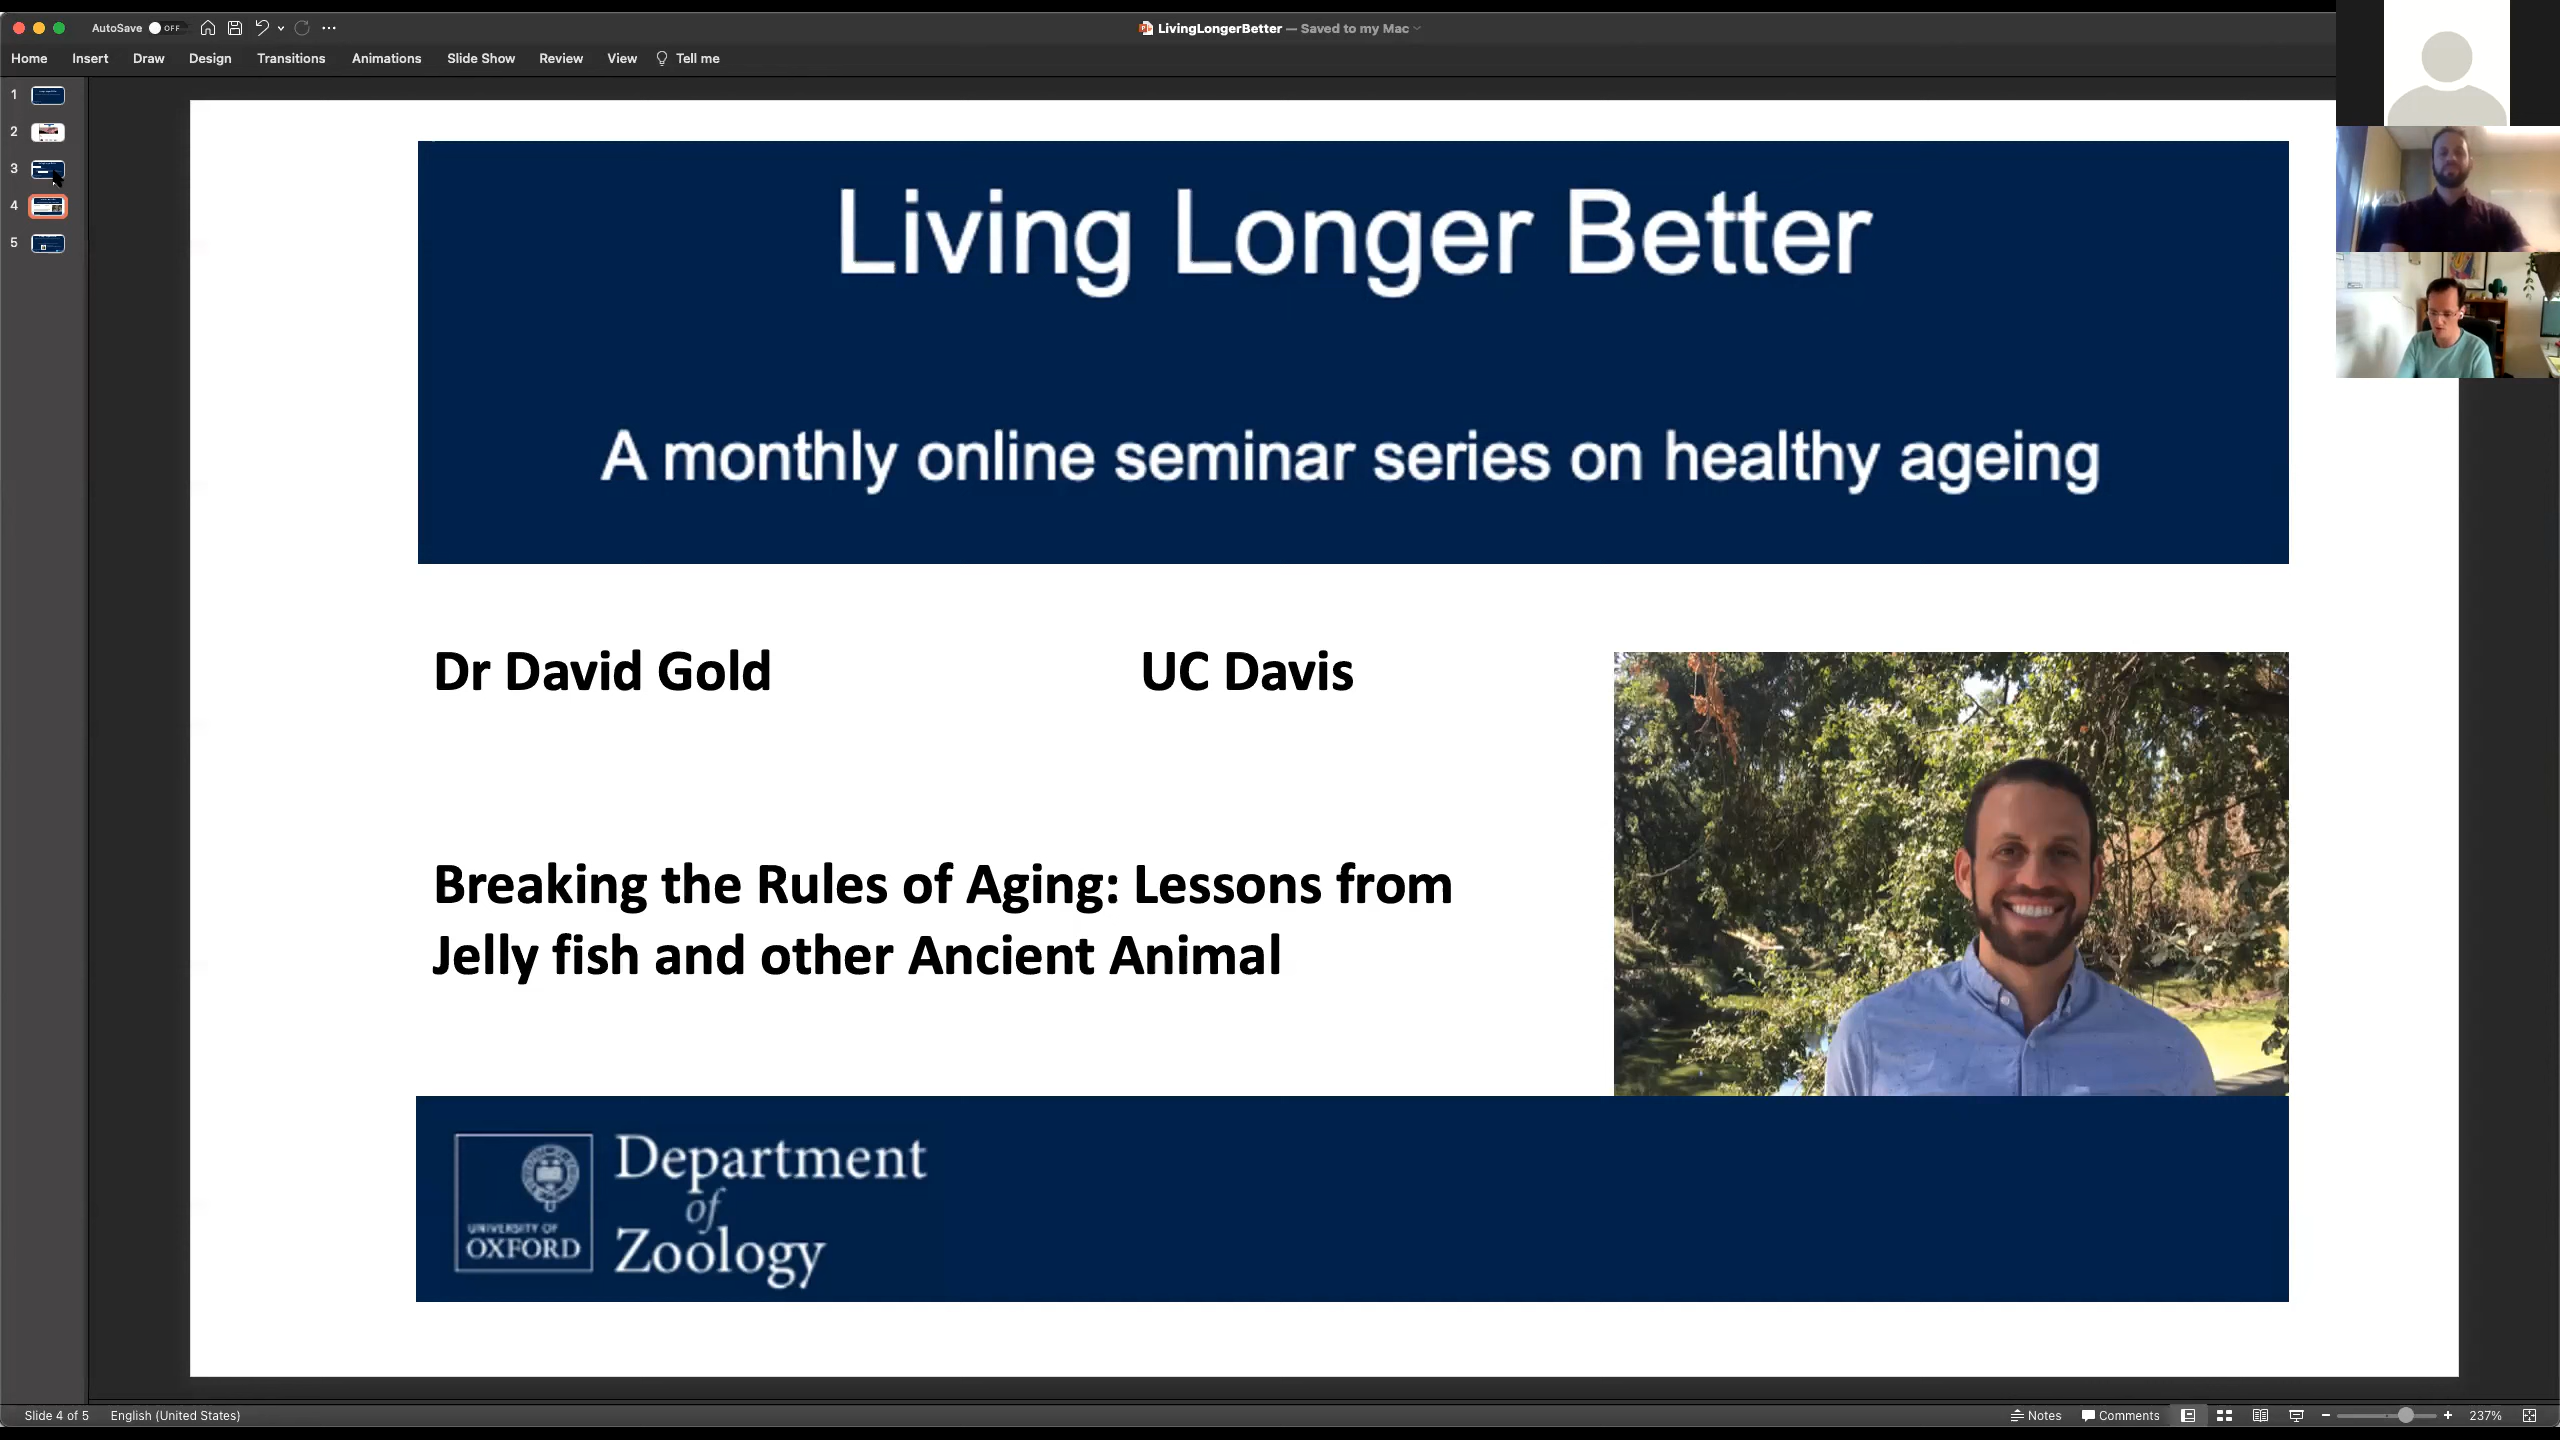 AutoSave OFF
LivingLongerBetter — Saved to my Mac
Home Insert Draw Design Transitions Animations Slide Show Review View Tell me
1
2
3
4
5
Living Longer Better
A monthly online seminar series on healthy ageing
Dr David Gold UC Davis
Breaking the Rules of Aging: Lessons from
Jelly fish and other Ancient Animal
UNIVERSITY OF
OXFORD
Department
of
Zoology
Slide 4 of 5 English (United States) Notes Comments 237%